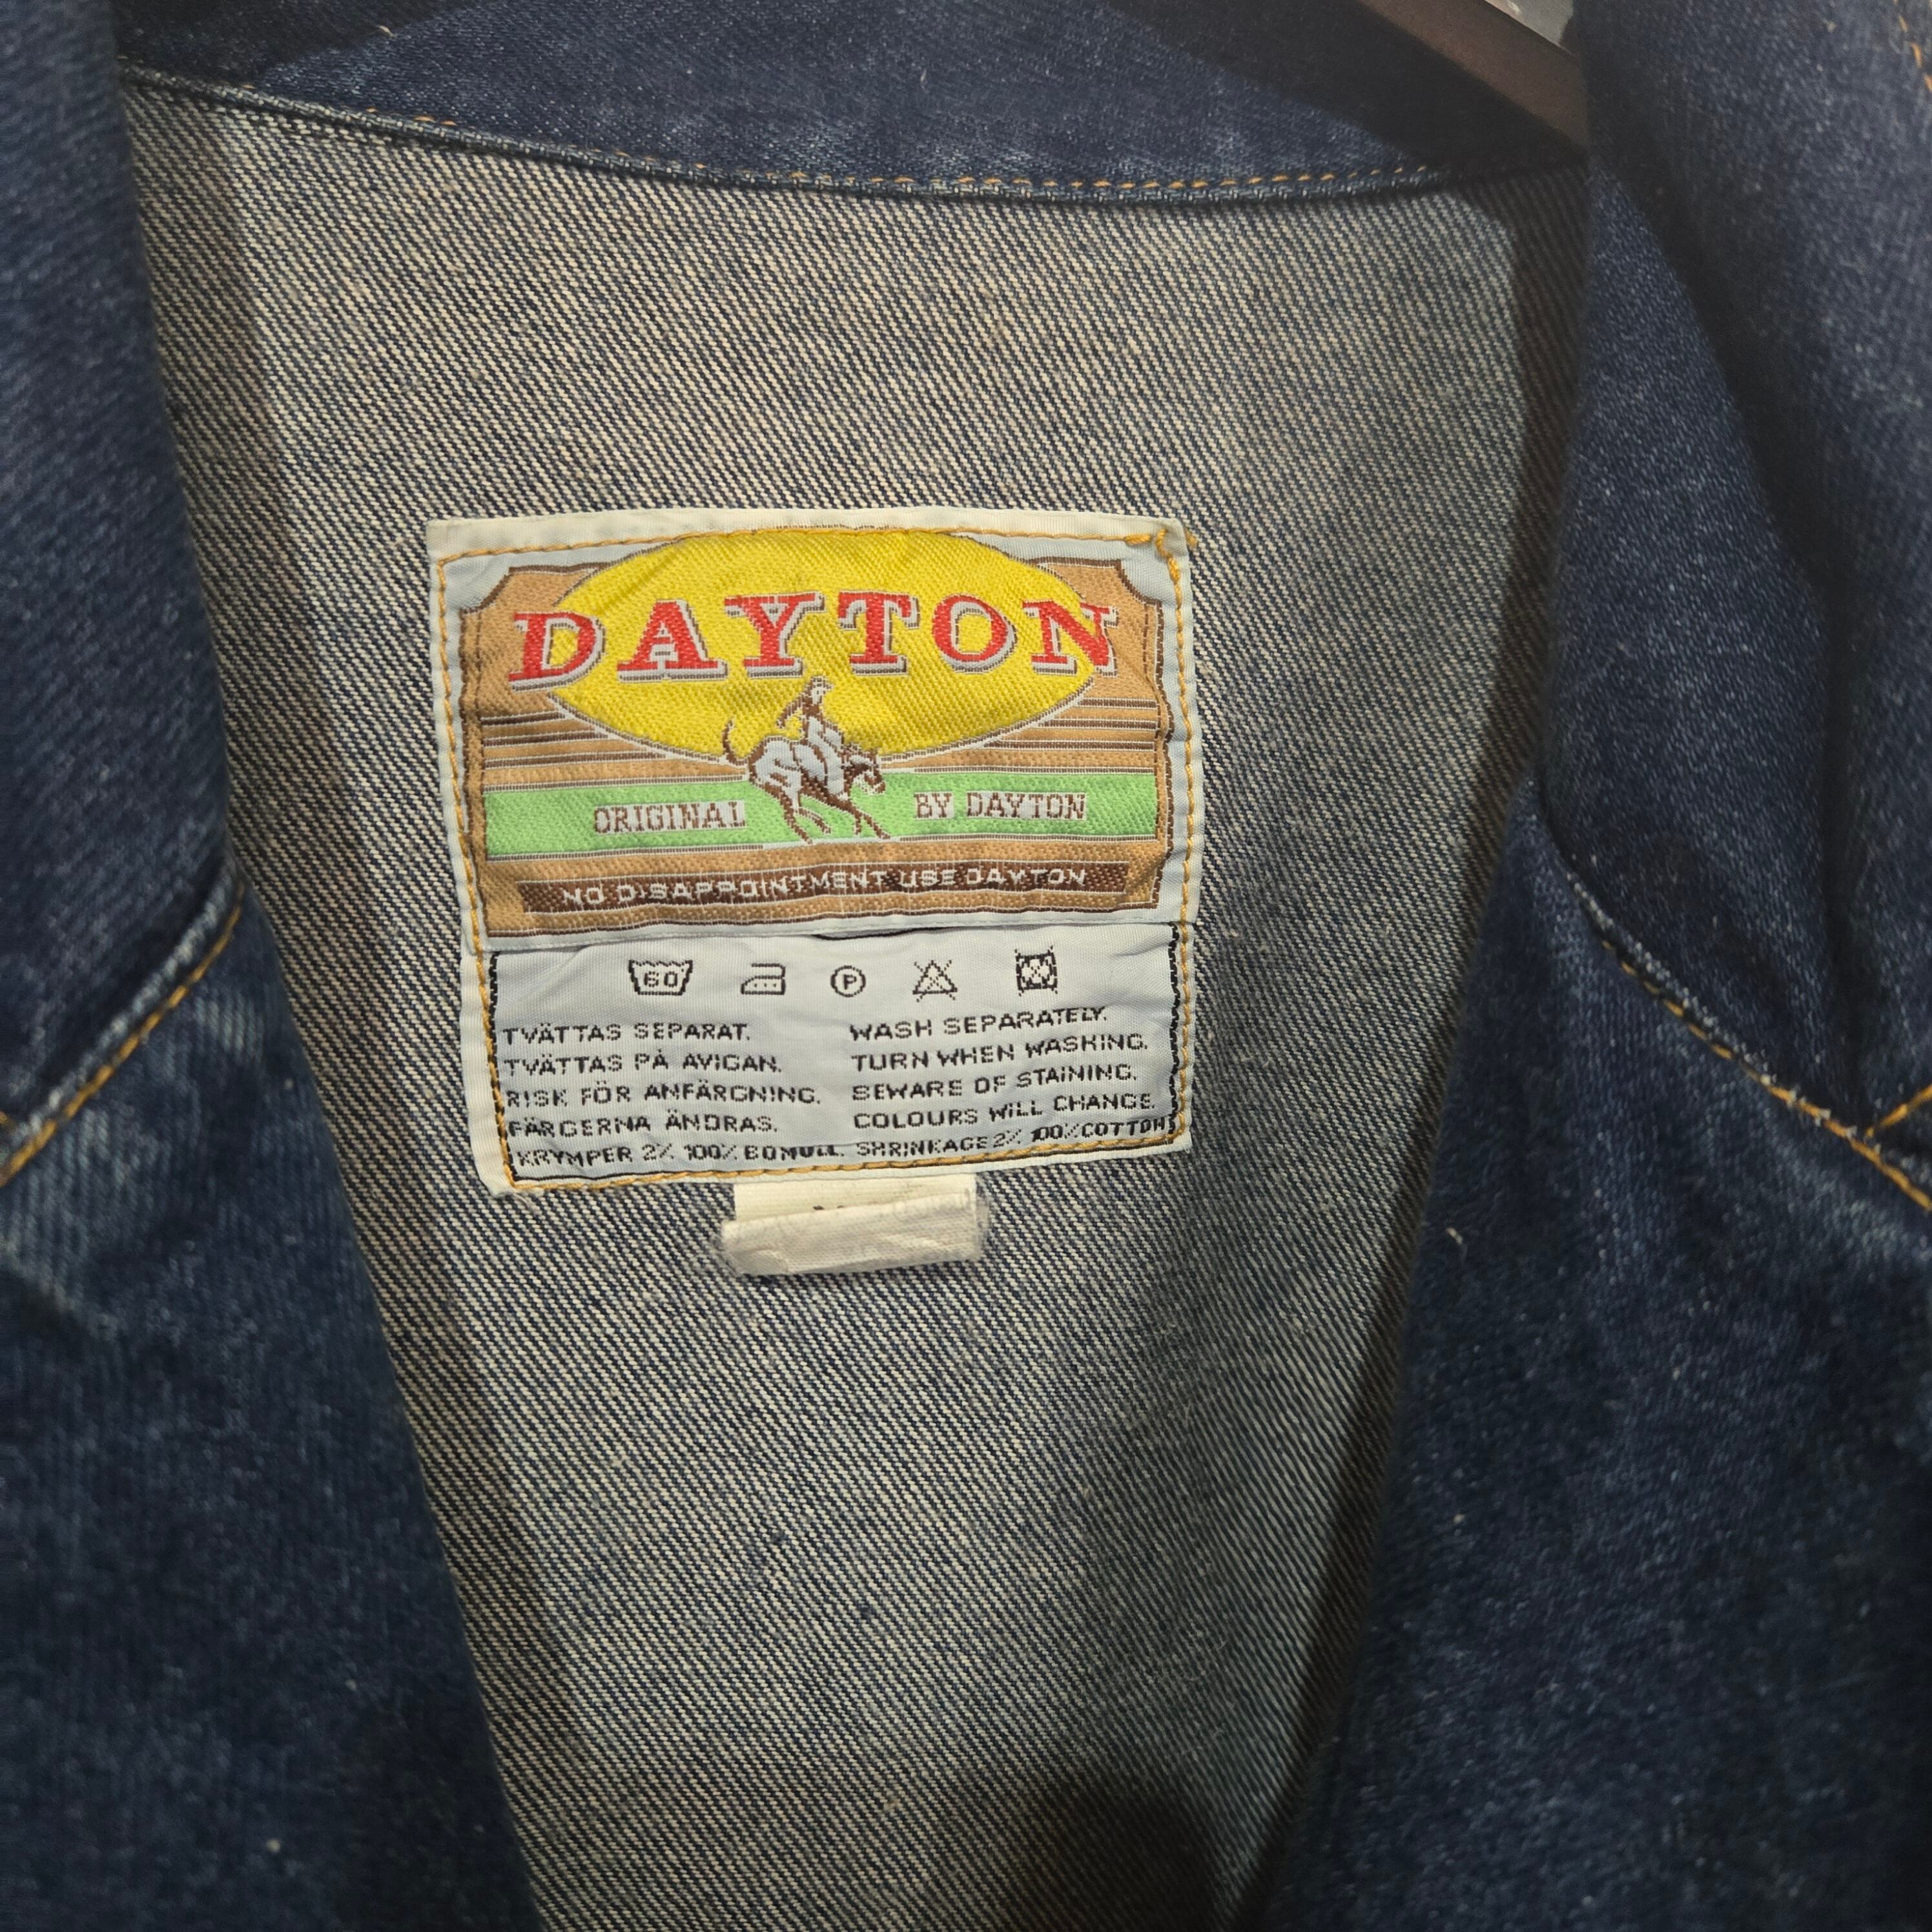 DAYTON
ORIGINAL BY DAYTON
NO DISAPPOINTMENT USE DAYTON
60 P
TVÄTTAS SEPARAT.
TVÄTTAS PÅ AVIGAN.
RISK FÖR ANFÄRGNING.
FÄRGERNA ÄNDRAS.
KRYMPER 2% 100% BOMULL.
WASH SEPARATELY.
TURN WHEN WASHING.
BEWARE OF STAINING.
COLOURS WILL CHANGE.
SHRINKAGE 2% 100% COTTON